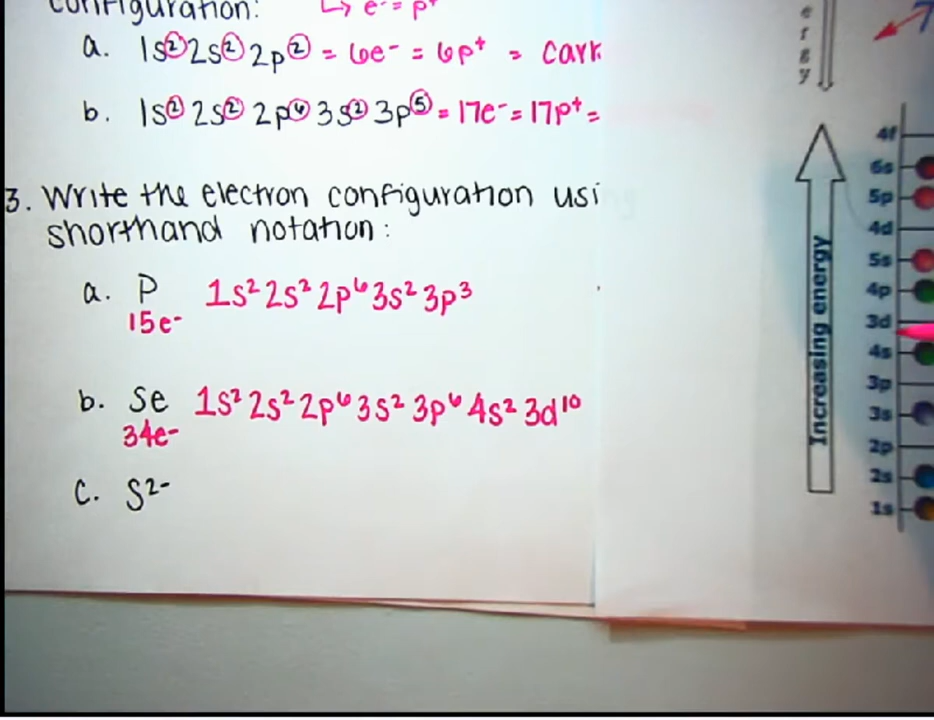 configuration: ↳ e⁻ = p⁺
a. 1s² 2s² 2p² = 6e⁻ = 6p⁺ = cark
b. 1s² 2s² 2p⁶ 3s² 3p⁵ = 17e⁻ = 17p⁺ =
3. Write the electron configuration usi
shorthand notation:
a. P 1s² 2s² 2p⁶ 3s² 3p³
15e⁻
b. Se 1s² 2s² 2p⁶ 3s² 3p⁶ 4s² 3d¹⁰
34e⁻
c. S²⁻
ergy
Increasing energy
4f
6s
5p
4d
5s
4p
3d
4s
3p
3s
2p
2s
1s